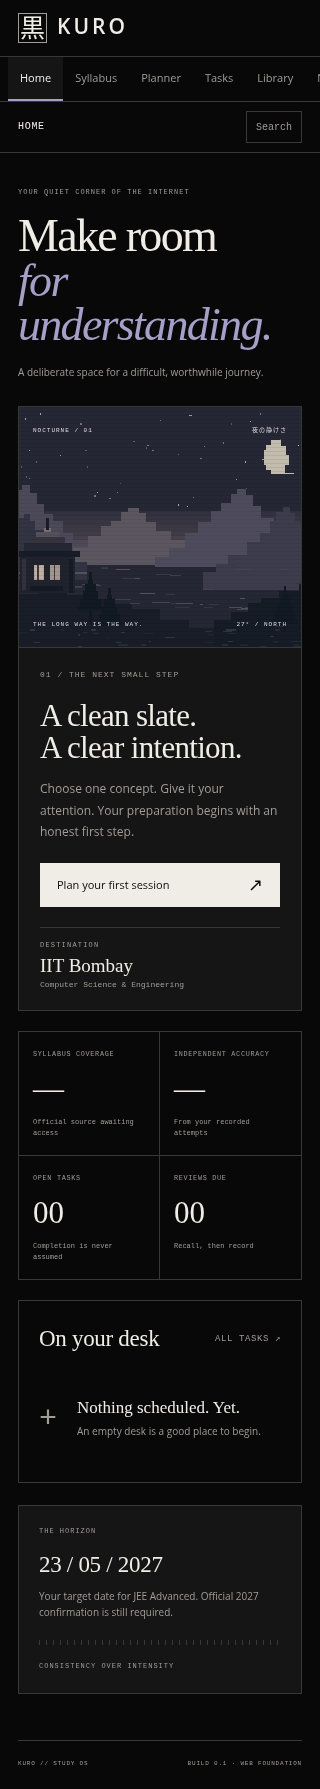 黒 KURO
Home Syllabus Planner Tasks Library
HOME
Search
YOUR QUIET CORNER OF THE INTERNET
Make room
for
understanding.
A deliberate space for a difficult, worthwhile journey.
NOCTURNE / 01
夜の静けさ
THE LONG WAY IS THE WAY.
27° / NORTH
01 / THE NEXT SMALL STEP
A clean slate.
A clear intention.
Choose one concept. Give it your
attention. Your preparation begins with an
honest first step.
Plan your first session ↗
DESTINATION
IIT Bombay
Computer Science & Engineering
SYLLABUS COVERAGE
—
Official source awaiting
access
INDEPENDENT ACCURACY
—
From your recorded
attempts
OPEN TASKS
00
Completion is never
assumed
REVIEWS DUE
00
Recall, then record
On your desk
ALL TASKS ↗
+
Nothing scheduled. Yet.
An empty desk is a good place to begin.
THE HORIZON
23 / 05 / 2027
Your target date for JEE Advanced. Official 2027
confirmation is still required.
CONSISTENCY OVER INTENSITY
KURO // STUDY OS
BUILD 0.1 · WEB FOUNDATION